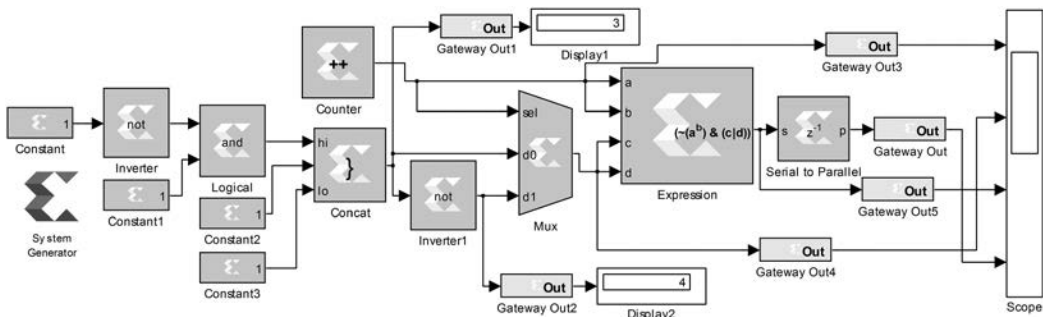 Out
3
Gateway Out1
Display1
++
Counter
Out
Gateway Out3
1
Constant
not
Inverter
and
Logical
hi
}
lo
Concat
sel
d0
d1
Mux
a
b
c
d
(~(a^b) & (c|d))
Expression
s
z-1
p
Serial to Parallel
Out
Gateway Out
Out
Gateway Out5
1
Constant1
1
Constant2
1
Constant3
not
Inverter1
System
Generator
Out
Gateway Out4
Out
Gateway Out2
4
Display2
Scope